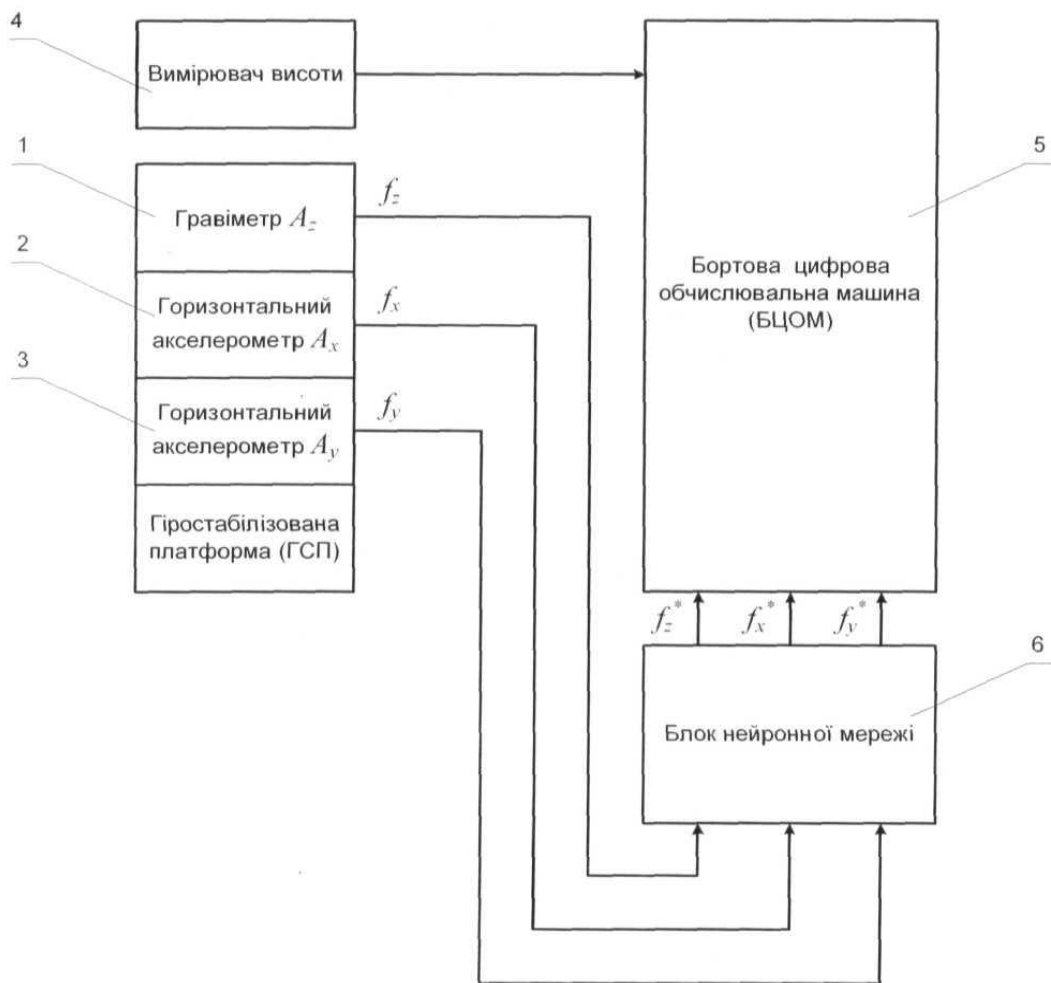 4
Вимірювач висоти
1
Гравіметр A_z
f_z
2
Горизонтальний
акселерометр A_x
f_x
3
Горизонтальний
акселерометр A_y
f_y
Гіростабілізована
платформа (ГСП)
5
Бортова цифрова
обчислювальна машина
(БЦОМ)
f_z^* f_x^* f_y^*
6
Блок нейронної мережі